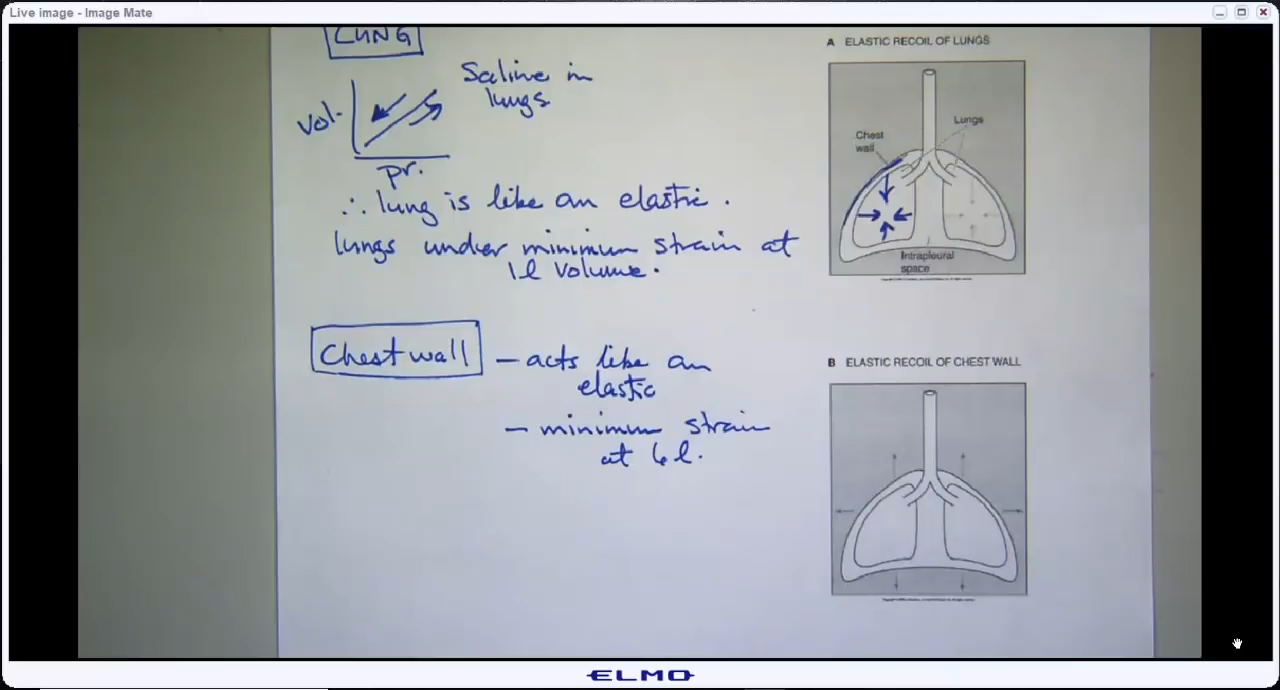 Live image - Image Mate
LUNG
Saline in
lungs
Vol.
pr.
∴ lung is like an elastic.
lungs under minimum strain at
1l volume.
Chest wall
– acts like an
elastic
– minimum strain
at 6 l.
A ELASTIC RECOIL OF LUNGS
Chest
wall
Lungs
Intrapleural
space
B ELASTIC RECOIL OF CHEST WALL
ELMO